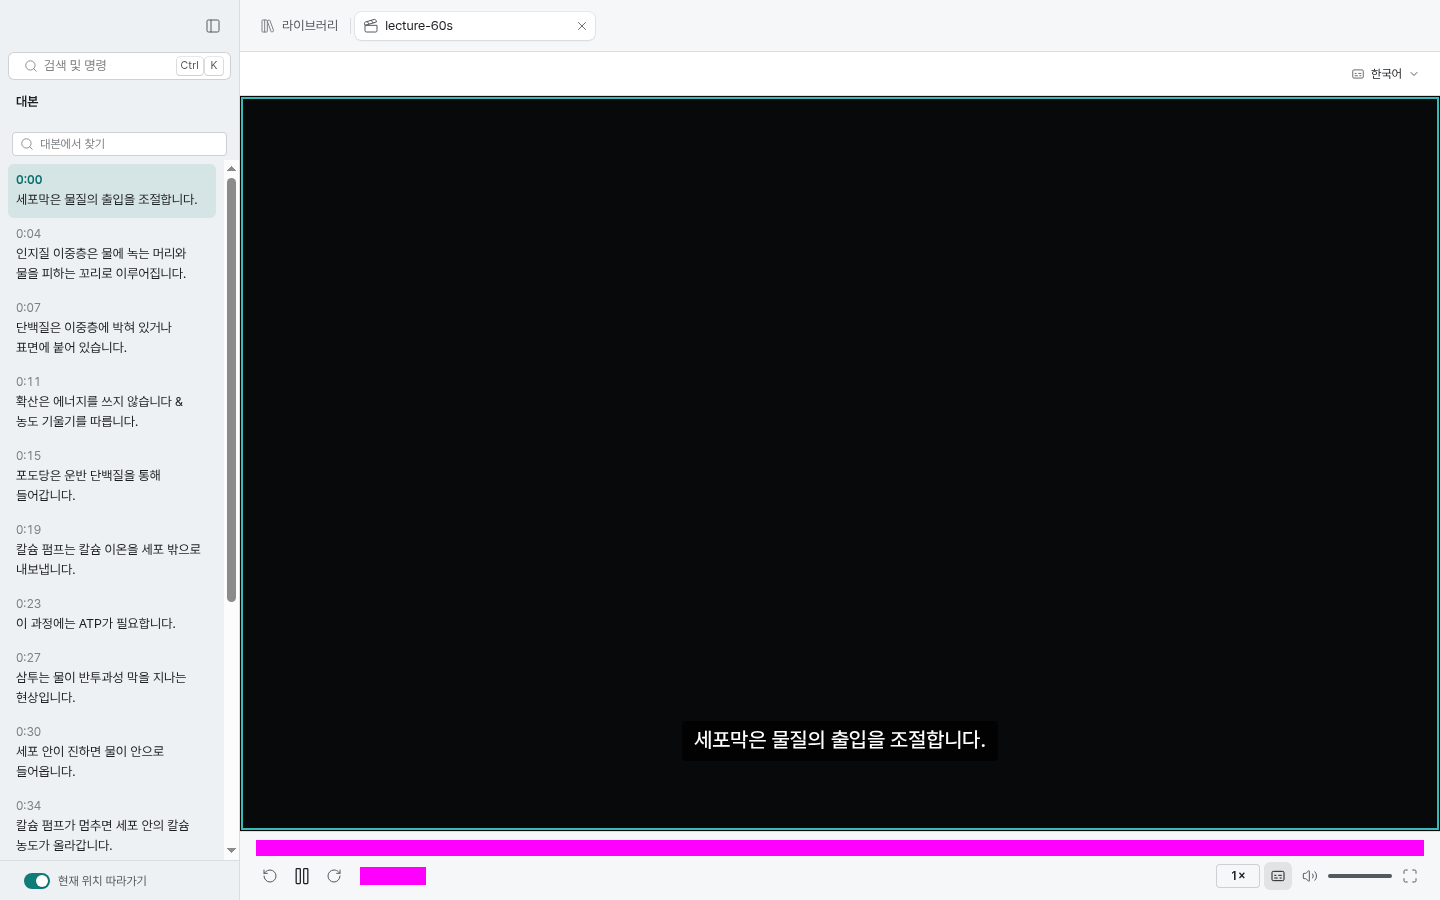 라이브러리
lecture-60s
검색 및 명령
Ctrl K
한국어
대본
대본에서 찾기
0:00
세포막은 물질의 출입을 조절합니다.
0:04
인지질 이중층은 물에 녹는 머리와
물을 피하는 꼬리로 이루어집니다.
0:07
단백질은 이중층에 박혀 있거나
표면에 붙어 있습니다.
0:11
확산은 에너지를 쓰지 않습니다 &
농도 기울기를 따릅니다.
0:15
포도당은 운반 단백질을 통해
들어갑니다.
0:19
칼슘 펌프는 칼슘 이온을 세포 밖으로
내보냅니다.
0:23
이 과정에는 ATP가 필요합니다.
0:27
삼투는 물이 반투과성 막을 지나는
현상입니다.
0:30
세포 안이 진하면 물이 안으로
들어옵니다.
0:34
칼슘 펌프가 멈추면 세포 안의 칼슘
농도가 올라갑니다.
현재 위치 따라가기
세포막은 물질의 출입을 조절합니다.
1×